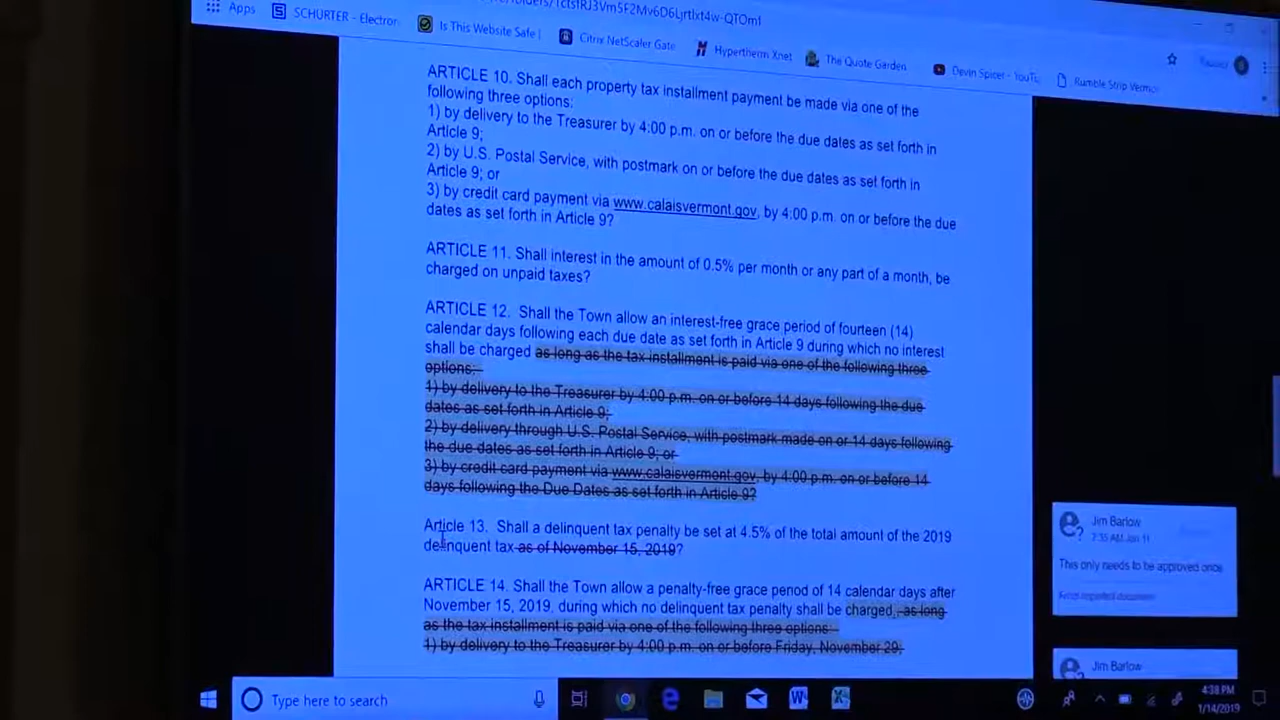 Apps
SCHURTER - Electron
Is This Website Safe |
Citrix NetScaler Gate
Hypertherm Xnet
The Quote Garden
Devin Spicer - YouTu
Rumble Strip Vermo
Paused
ARTICLE 10. Shall each property tax installment payment be made via one of the
following three options:
1) by delivery to the Treasurer by 4:00 p.m. on or before the due dates as set forth in
Article 9;
2) by U.S. Postal Service, with postmark on or before the due dates as set forth in
Article 9; or
3) by credit card payment via www.calaisvermont.gov, by 4:00 p.m. on or before the due
dates as set forth in Article 9?
ARTICLE 11. Shall interest in the amount of 0.5% per month or any part of a month, be
charged on unpaid taxes?
ARTICLE 12. Shall the Town allow an interest-free grace period of fourteen (14)
calendar days following each due date as set forth in Article 9 during which no interest
shall be charged as long as the tax installment is paid via one of the following three
options:
1) by delivery to the Treasurer by 4:00 p.m. on or before 14 days following the due
dates as set forth in Article 9;
2) by delivery through U.S. Postal Service, with postmark made on or 14 days following
the due dates as set forth in Article 9; or
3) by credit card payment via www.calaisvermont.gov, by 4:00 p.m. on or before 14
days following the Due Dates as set forth in Article 9?
Article 13. Shall a delinquent tax penalty be set at 4.5% of the total amount of the 2019
delinquent tax as of November 15, 2019?
ARTICLE 14. Shall the Town allow a penalty-free grace period of 14 calendar days after
November 15, 2019, during which no delinquent tax penalty shall be charged, as long
as the tax installment is paid via one of the following three options:
1) by delivery to the Treasurer by 4:00 p.m. on or before Friday, November 29;
Jim Barlow
7:35 AM Jan 11
This only needs to be approved once.
From imported document
Jim Barlow
Type here to search
4:38 PM
1/14/2019